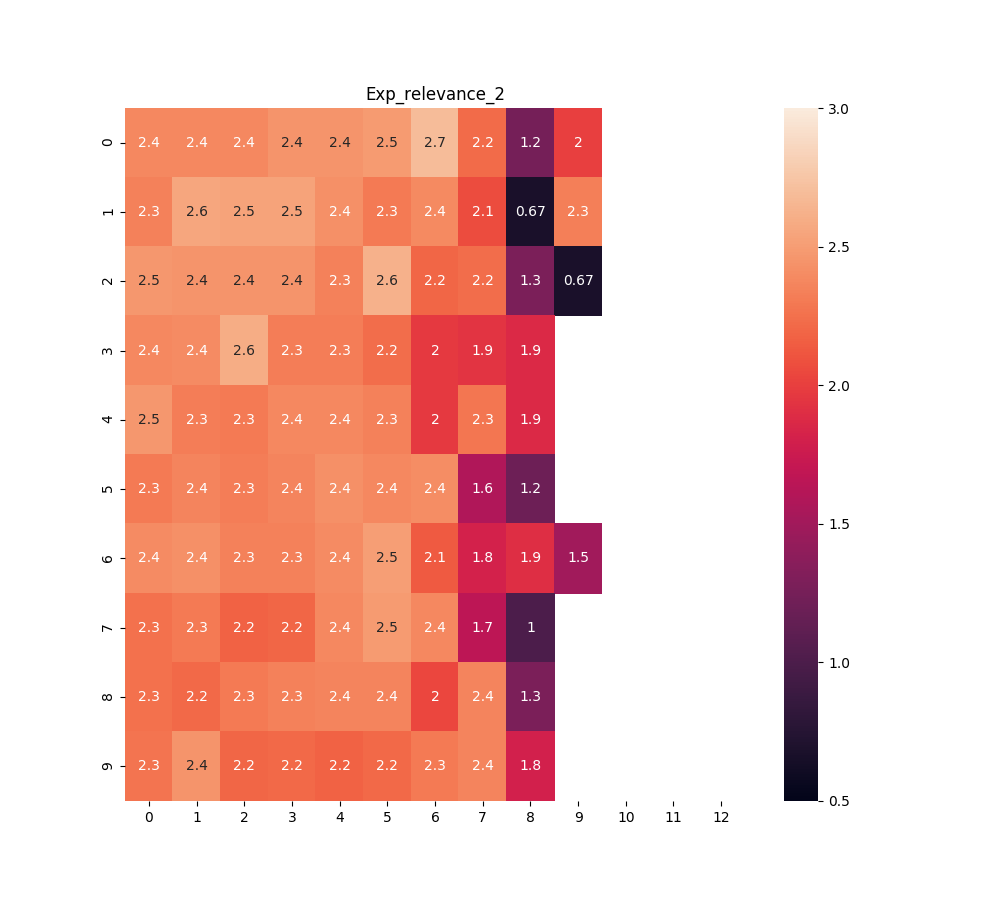 Exp_relevance_2
0 2.4 2.4 2.4 2.4 2.4 2.5 2.7 2.2 1.2 2
1 2.3 2.6 2.5 2.5 2.4 2.3 2.4 2.1 0.67 2.3
2 2.5 2.4 2.4 2.4 2.3 2.6 2.2 2.2 1.3 0.67
3 2.4 2.4 2.6 2.3 2.3 2.2 2 1.9 1.9
4 2.5 2.3 2.3 2.4 2.4 2.3 2 2.3 1.9
5 2.3 2.4 2.3 2.4 2.4 2.4 2.4 1.6 1.2
6 2.4 2.4 2.3 2.3 2.4 2.5 2.1 1.8 1.9 1.5
7 2.3 2.3 2.2 2.2 2.4 2.5 2.4 1.7 1
8 2.3 2.2 2.3 2.3 2.4 2.4 2 2.4 1.3
9 2.3 2.4 2.2 2.2 2.2 2.2 2.3 2.4 1.8
0 1 2 3 4 5 6 7 8 9 10 11 12
3.0
2.5
2.0
1.5
1.0
0.5